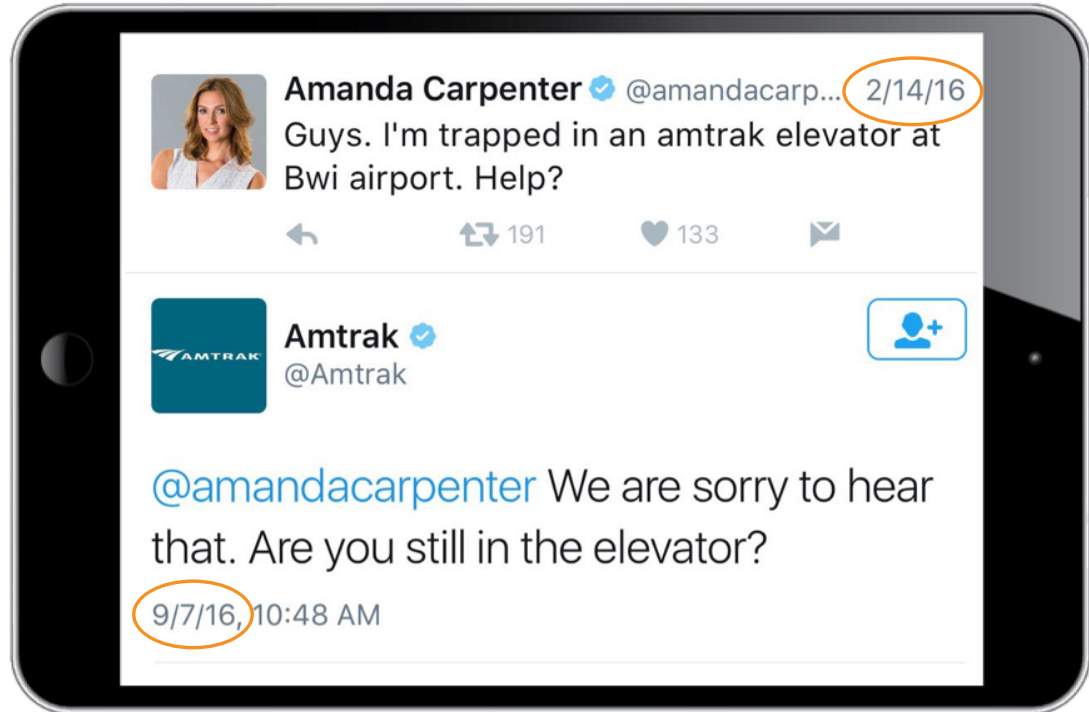 Amanda Carpenter @amandacarp... 2/14/16
Guys. I'm trapped in an amtrak elevator at
Bwi airport. Help?
191 133
AMTRAK
Amtrak
@Amtrak
@amandacarpenter We are sorry to hear
that. Are you still in the elevator?
9/7/16, 10:48 AM